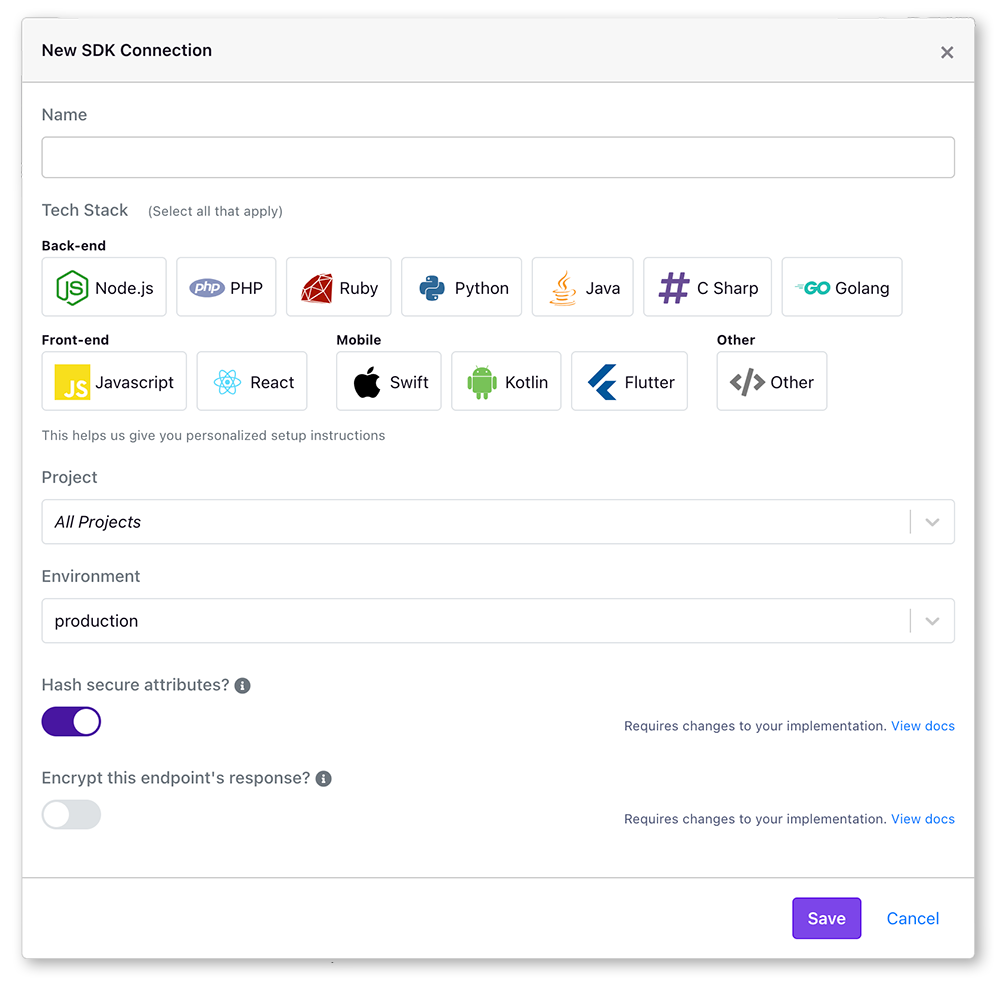 New SDK Connection
Name
Tech Stack (Select all that apply)
Back-end
JS Node.js php PHP Ruby Python Java C Sharp GO Golang
Front-end Mobile Other
JS Javascript React Swift Kotlin Flutter </> Other
This helps us give you personalized setup instructions
Project
All Projects
Environment
production
Hash secure attributes?
Requires changes to your implementation. View docs
Encrypt this endpoint's response?
Requires changes to your implementation. View docs
Save Cancel